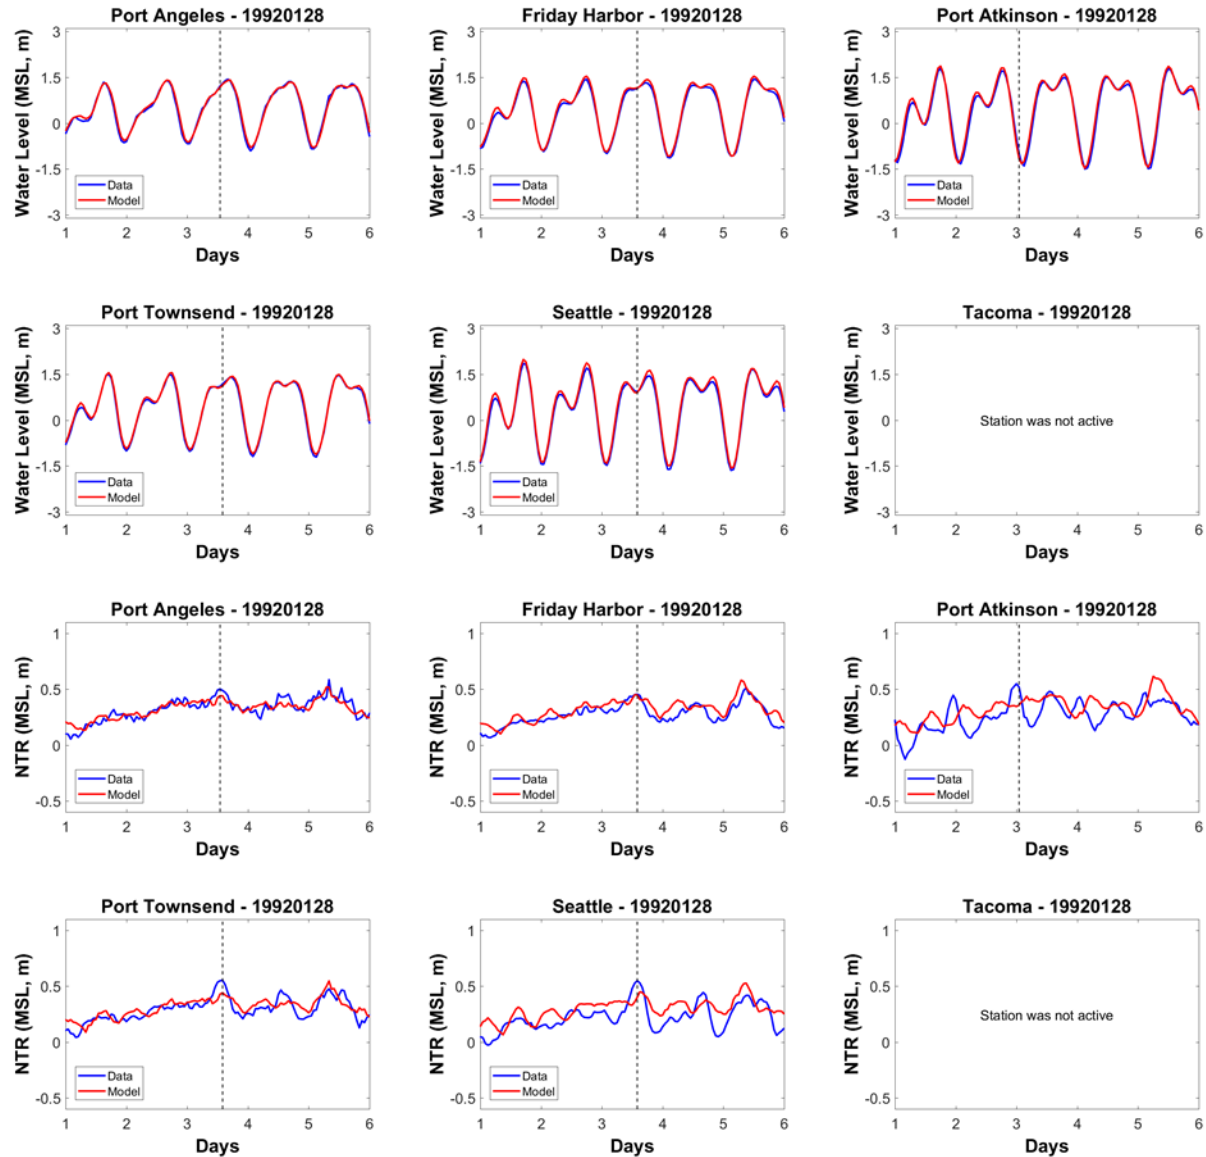 Port Angeles - 19920128
Water Level (MSL, m)
3
1.5
0
-1.5
-3
Data
Model
1 2 3 4 5 6
Days
Friday Harbor - 19920128
Water Level (MSL, m)
3
1.5
0
-1.5
-3
Data
Model
1 2 3 4 5 6
Days
Port Atkinson - 19920128
Water Level (MSL, m)
3
1.5
0
-1.5
-3
Data
Model
1 2 3 4 5 6
Days
Port Townsend - 19920128
Water Level (MSL, m)
3
1.5
0
-1.5
-3
Data
Model
1 2 3 4 5 6
Days
Seattle - 19920128
Water Level (MSL, m)
3
1.5
0
-1.5
-3
Data
Model
1 2 3 4 5 6
Days
Tacoma - 19920128
Water Level (MSL, m)
3
1.5
0
-1.5
-3
Station was not active
1 2 3 4 5 6
Days
Port Angeles - 19920128
NTR (MSL, m)
1
0.5
0
-0.5
Data
Model
1 2 3 4 5 6
Days
Friday Harbor - 19920128
NTR (MSL, m)
1
0.5
0
-0.5
Data
Model
1 2 3 4 5 6
Days
Port Atkinson - 19920128
NTR (MSL, m)
1
0.5
0
-0.5
Data
Model
1 2 3 4 5 6
Days
Port Townsend - 19920128
NTR (MSL, m)
1
0.5
0
-0.5
Data
Model
1 2 3 4 5 6
Days
Seattle - 19920128
NTR (MSL, m)
1
0.5
0
-0.5
Data
Model
1 2 3 4 5 6
Days
Tacoma - 19920128
NTR (MSL, m)
1
0.5
0
-0.5
Station was not active
1 2 3 4 5 6
Days